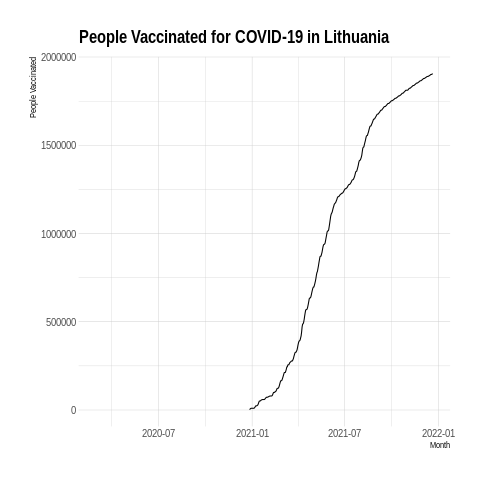 People Vaccinated for COVID-19 in Lithuania
People Vaccinated
2000000
1500000
1000000
500000
0
2020-07 2021-01 2021-07 2022-01
Month